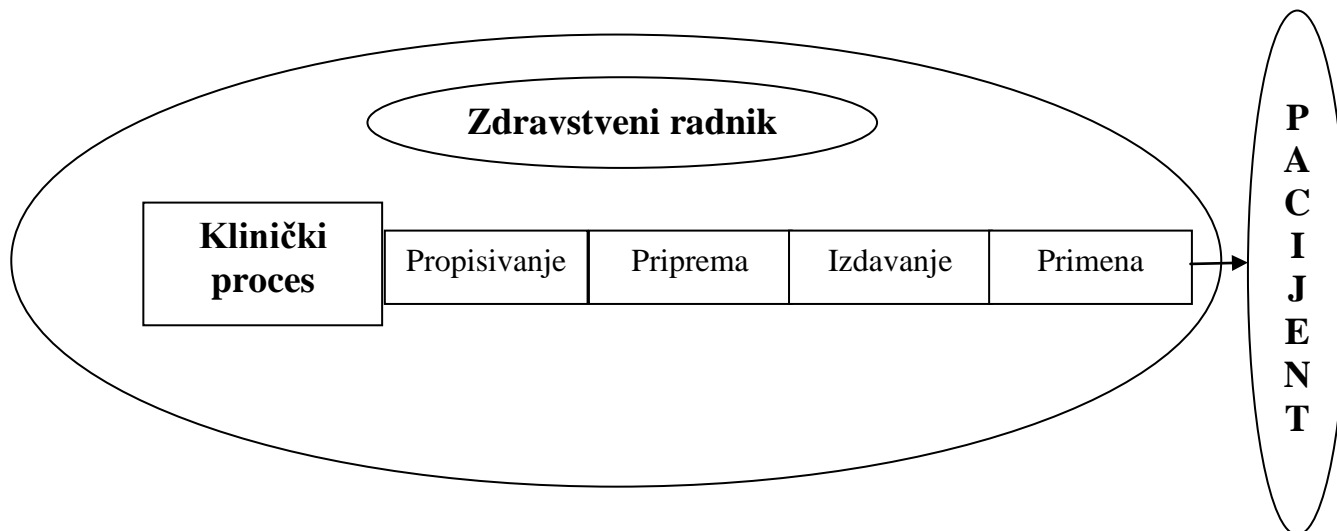 Zdravstveni radnik
Klinički
proces
Propisivanje
Priprema
Izdavanje
Primena
P
A
C
I
J
E
N
T